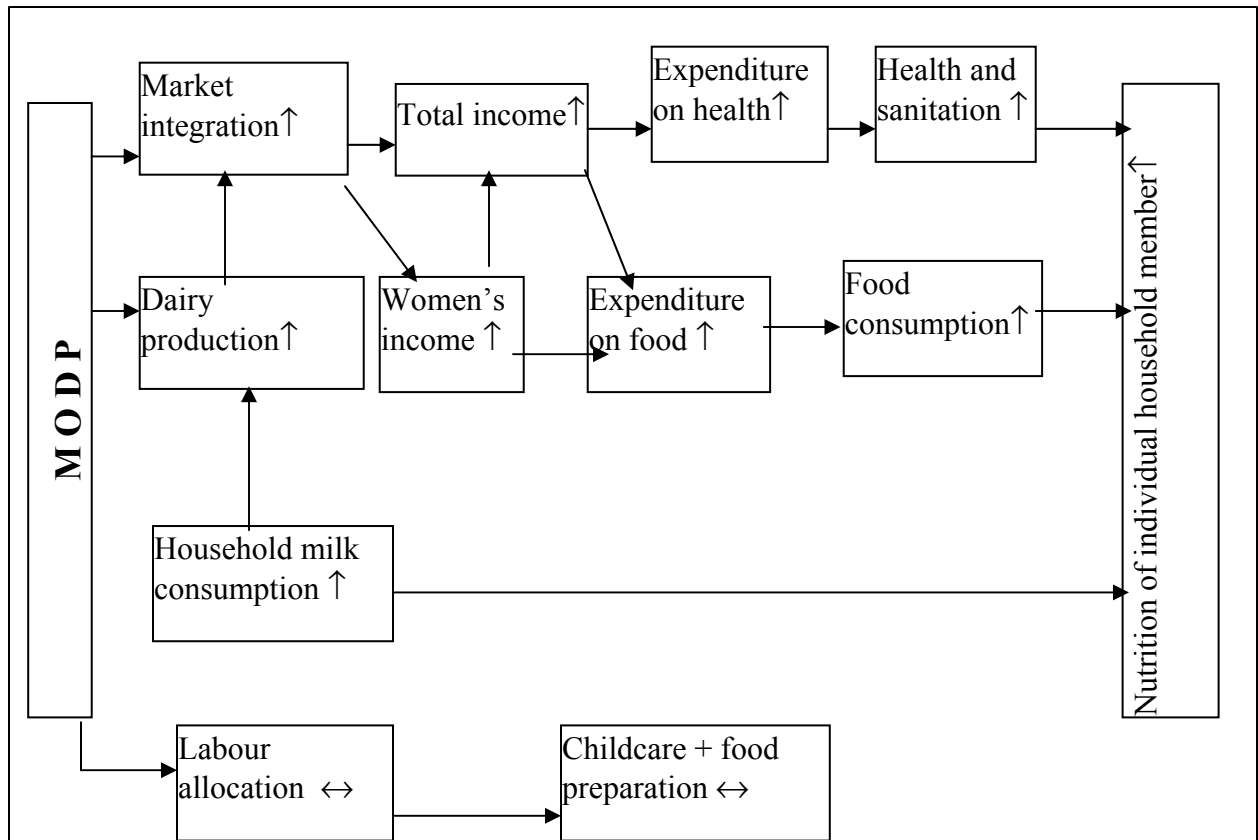 Market
integration↑
Total income↑
Expenditure
on health↑
Health and
sanitation ↑
M O D P
Dairy
production↑
Women's
income ↑
Expenditure
on food ↑
Food
consumption↑
Nutrition of individual household member↑
Household milk
consumption ↑
Labour
allocation ↔
Childcare + food
preparation ↔